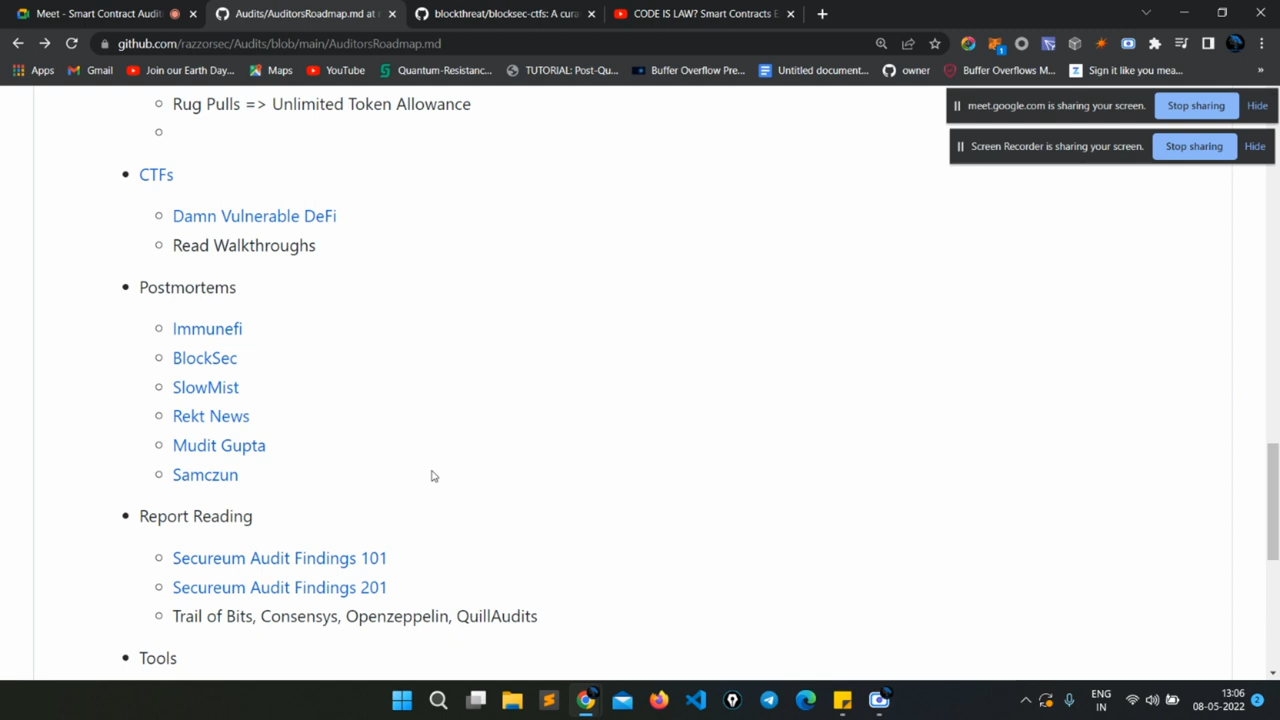 Meet - Smart Contract Audit
Audits/AuditorsRoadmap.md at m
blockthreat/blocksec-ctfs: A cura
CODE IS LAW? Smart Contracts E
github.com/razzorsec/Audits/blob/main/AuditorsRoadmap.md
Apps
Gmail
Join our Earth Day...
Maps
YouTube
Quantum-Resistanc...
TUTORIAL: Post-Qu...
Buffer Overflow Pre...
Untitled document...
owner
Buffer Overflows M...
Sign it like you mea...
»
meet.google.com is sharing your screen.
Stop sharing
Hide
Screen Recorder is sharing your screen.
Stop sharing
Hide
Rug Pulls => Unlimited Token Allowance
CTFs
Damn Vulnerable DeFi
Read Walkthroughs
Postmortems
Immunefi
BlockSec
SlowMist
Rekt News
Mudit Gupta
Samczun
Report Reading
Secureum Audit Findings 101
Secureum Audit Findings 201
Trail of Bits, Consensys, Openzeppelin, QuillAudits
Tools
ENG
IN
13:06
08-05-2022
2